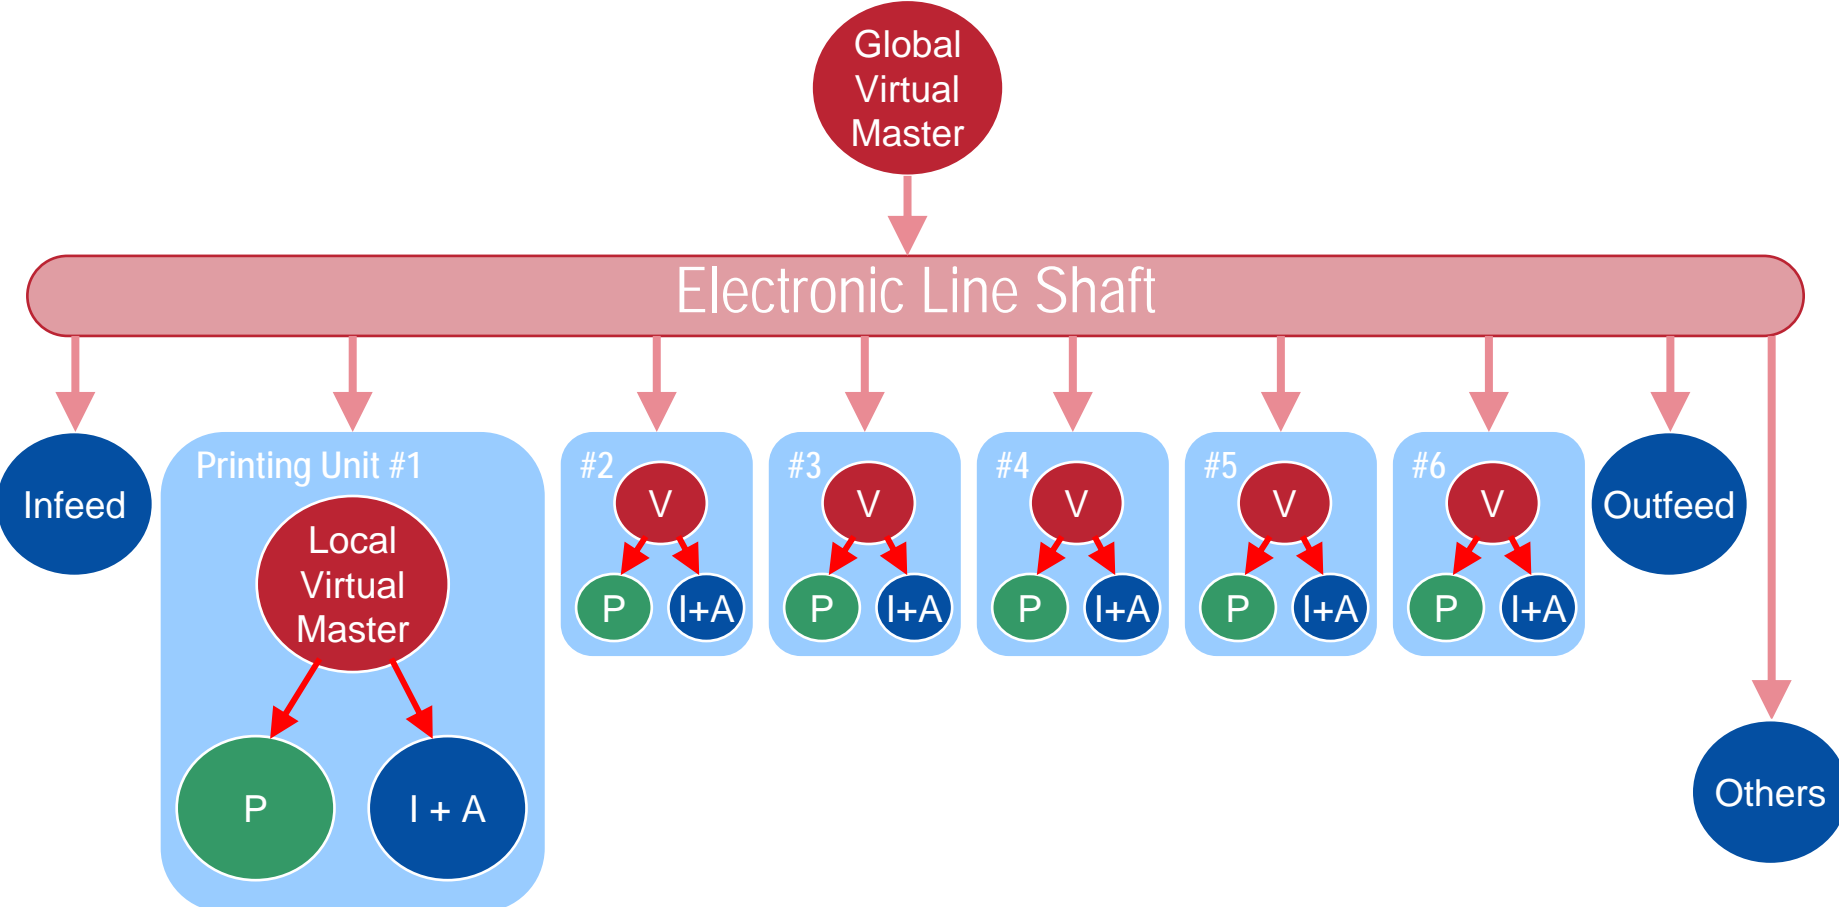 Global
Virtual
Master
Electronic Line Shaft
Infeed
Printing Unit #1
Local
Virtual
Master
P
I + A
#2
V
P
I+A
#3
V
P
I+A
#4
V
P
I+A
#5
V
P
I+A
#6
V
P
I+A
Outfeed
Others